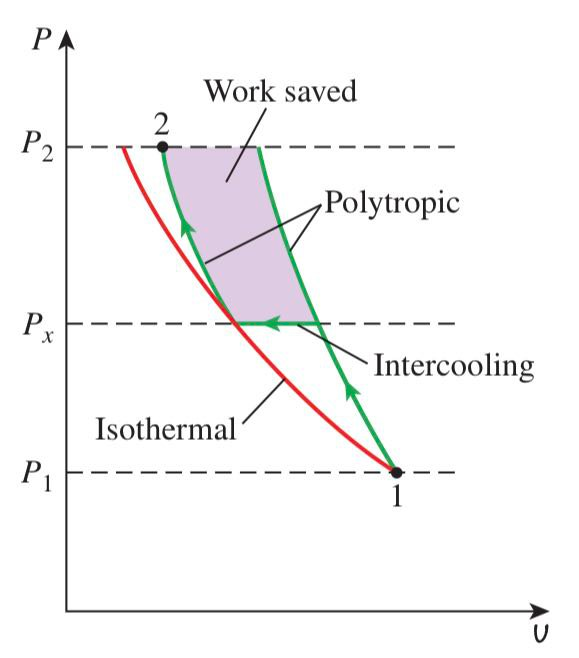 P
Work saved
2
P₂
Polytropic
Pₓ
Intercooling
Isothermal
P₁
1
υ